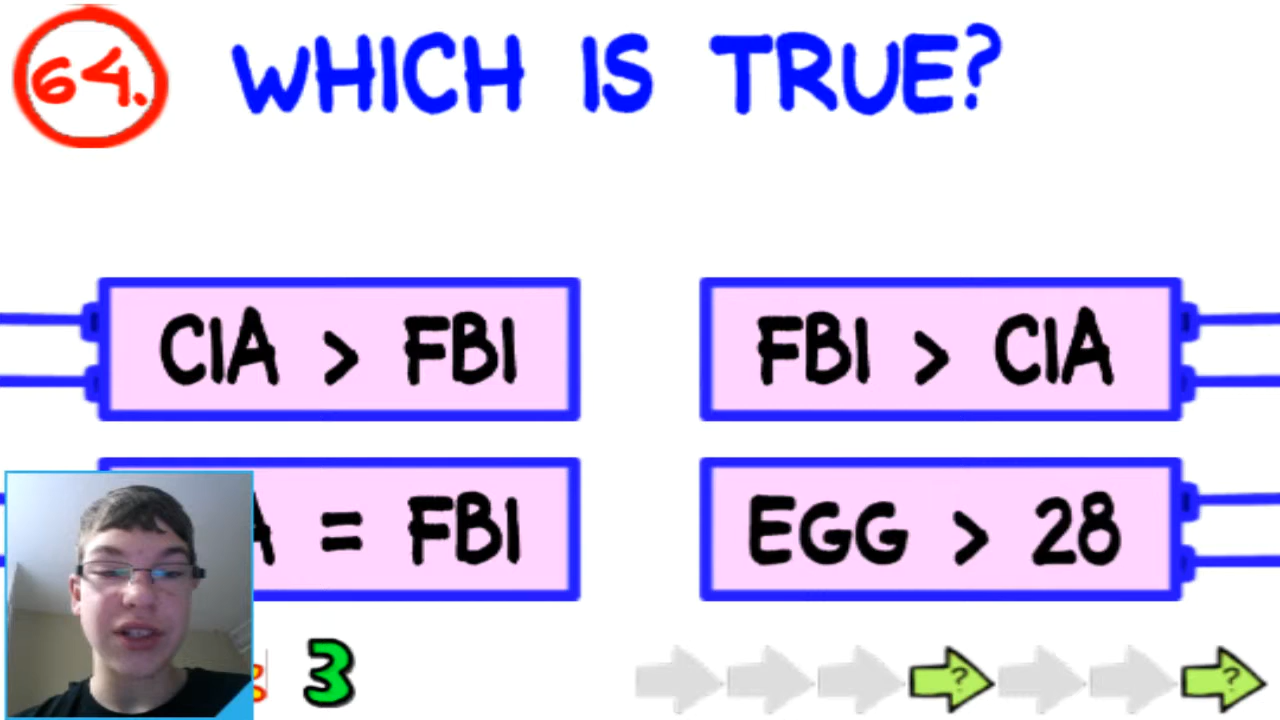 64. WHICH IS TRUE?
CIA > FBI
FBI > CIA
A = FBI
EGG > 28
3
? ?